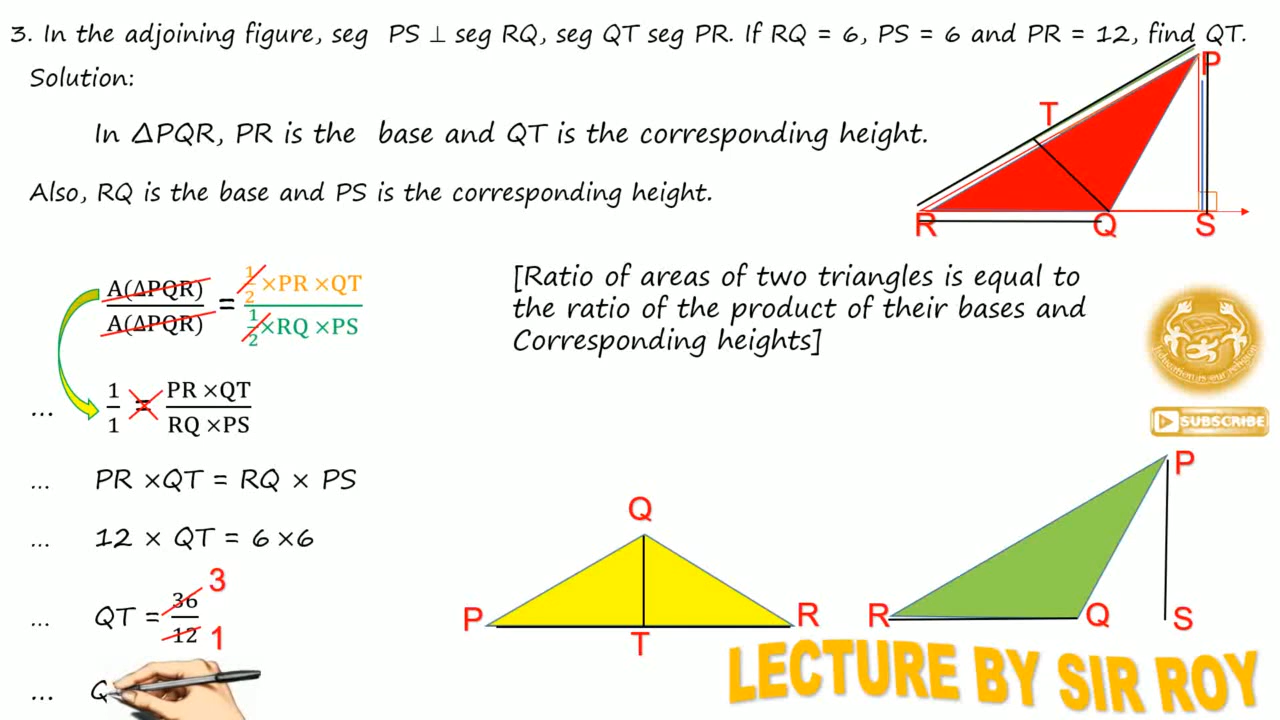 3. In the adjoining figure, seg PS ⊥ seg RQ, seg QT seg PR. If RQ = 6, PS = 6 and PR = 12, find QT.
Solution:
In ΔPQR, PR is the base and QT is the corresponding height.
Also, RQ is the base and PS is the corresponding height.
P
T
R
Q
S
A(ΔPQR)/A(ΔPQR) = 1/2 ×PR ×QT / 1/2 ×RQ ×PS
[Ratio of areas of two triangles is equal to
the ratio of the product of their bases and
Corresponding heights]
Education is our religion
SUBSCRIBE
... 1/1 = PR ×QT / RQ ×PS
... PR ×QT = RQ × PS
... 12 × QT = 6 ×6
... QT = 36/12
3
1
... Q
Q
P
T
R
P
R
Q
S
LECTURE BY SIR ROY